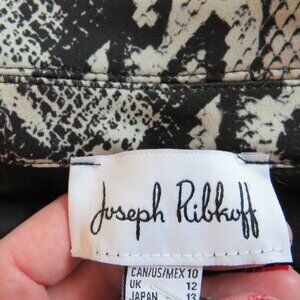 Joseph Ribkoff
CAN/US/MEX 10
UK 12
JAPAN 13